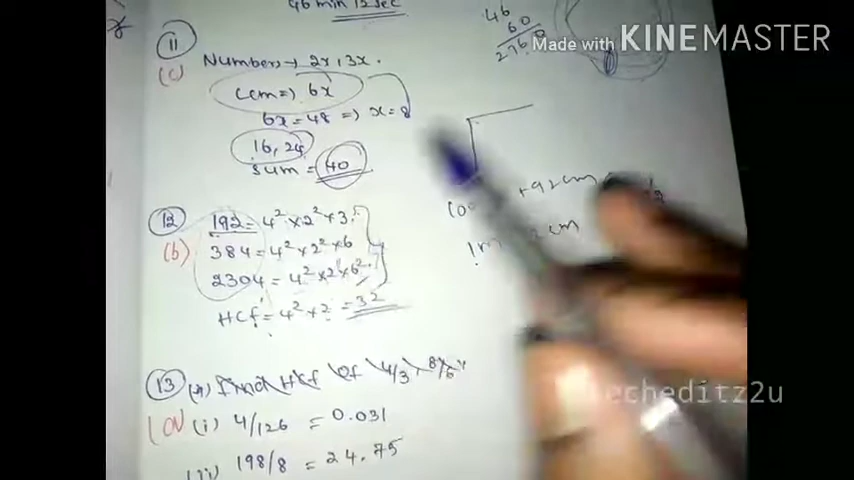 46 min 12 sec
46
60
2760
Made with KINEMASTER
11
(c) Numbers → 2x, 3x.
LCM => 6x
6x = 48 => x = 8
16, 24
Sum = 40
12
(b) 192 = 4² × 2² × 3
384 = 4² × 2² × 6
2304 = 4² × 2² × 6²
HCf = 4² × 2 = 32
13 find HCf of 4/3, 8/6
(i) 4/126 = 0.031
(ii) 198/8 = 24.75
techeditz2u